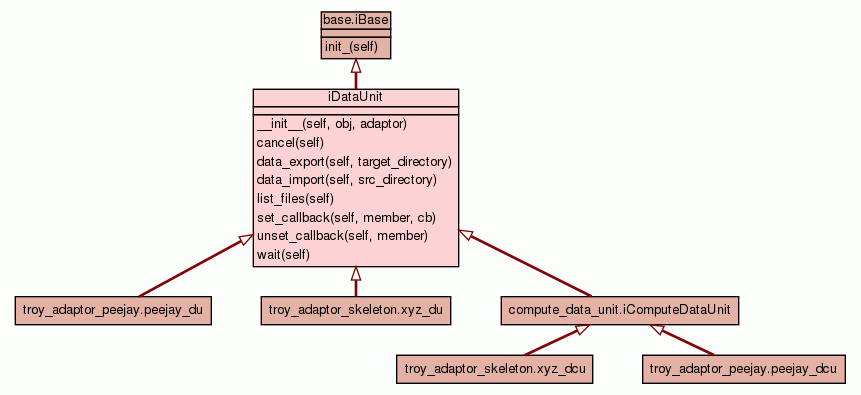 base.iBase
init_(self)
iDataUnit
__init__(self, obj, adaptor)
cancel(self)
data_export(self, target_directory)
data_import(self, src_directory)
list_files(self)
set_callback(self, member, cb)
unset_callback(self, member)
wait(self)
troy_adaptor_peejay.peejay_du
troy_adaptor_skeleton.xyz_du
compute_data_unit.iComputeDataUnit
troy_adaptor_skeleton.xyz_dcu
troy_adaptor_peejay.peejay_dcu